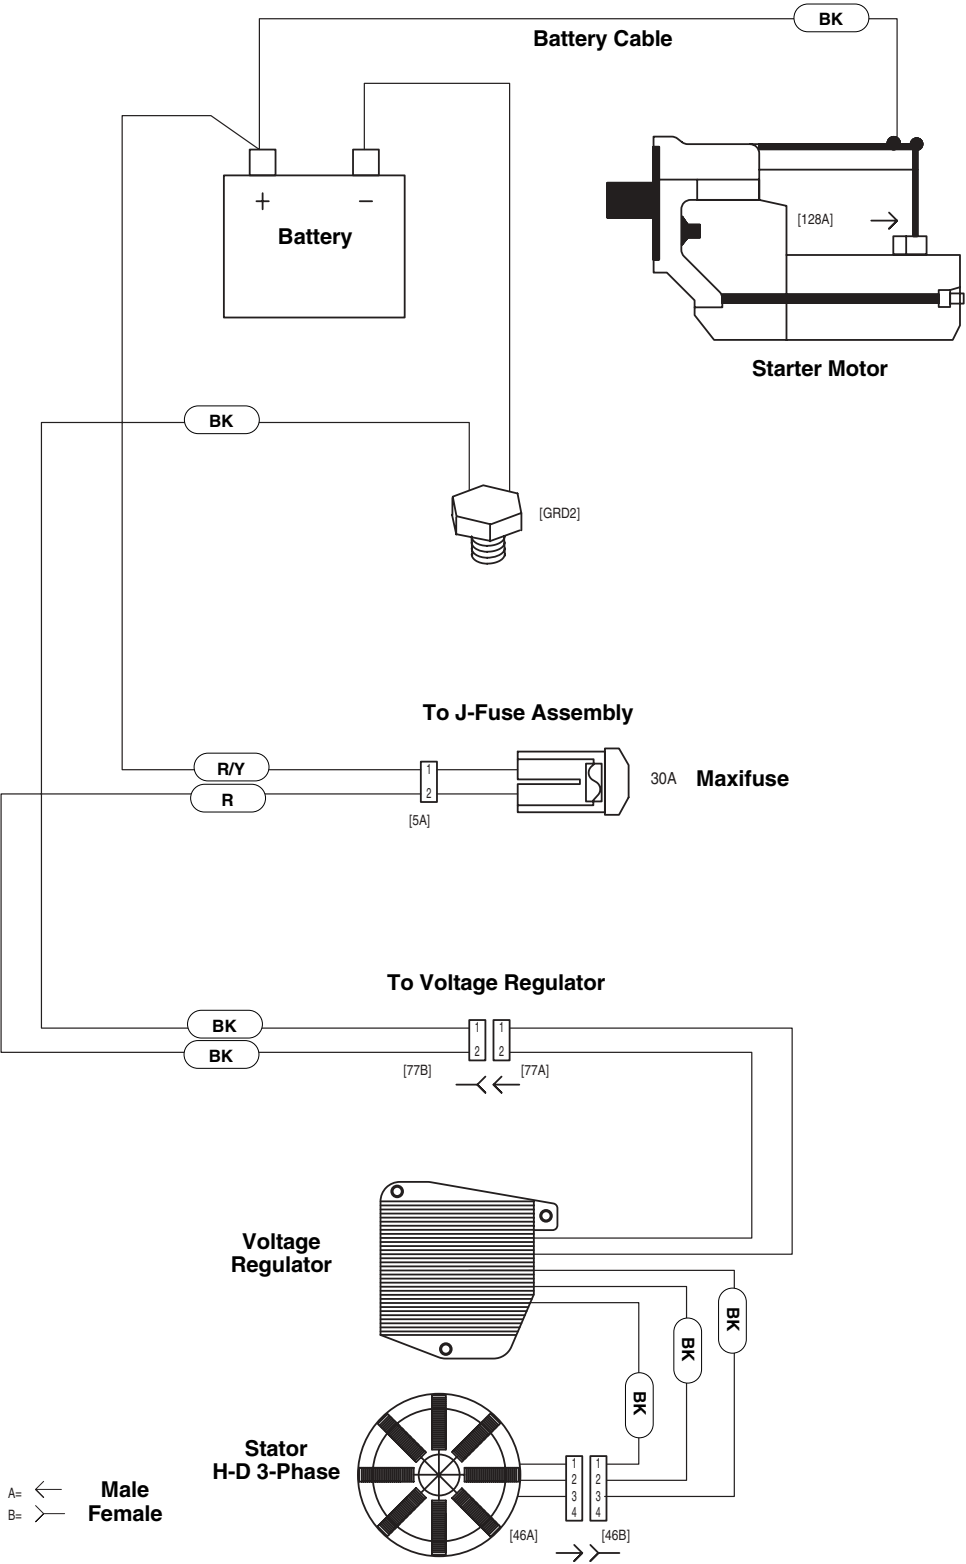 BK
Battery Cable
+ −
Battery
[128A]
Starter Motor
BK
[GRD2]
To J-Fuse Assembly
R/Y
1
30A Maxifuse
R
2
[5A]
To Voltage Regulator
BK
1 1
BK
2 2
[77B] [77A]
Voltage
Regulator
BK
BK
BK
Stator
H-D 3-Phase
1 1
2 2
3 3
4 4
[46A] [46B]
A= Male
B= Female